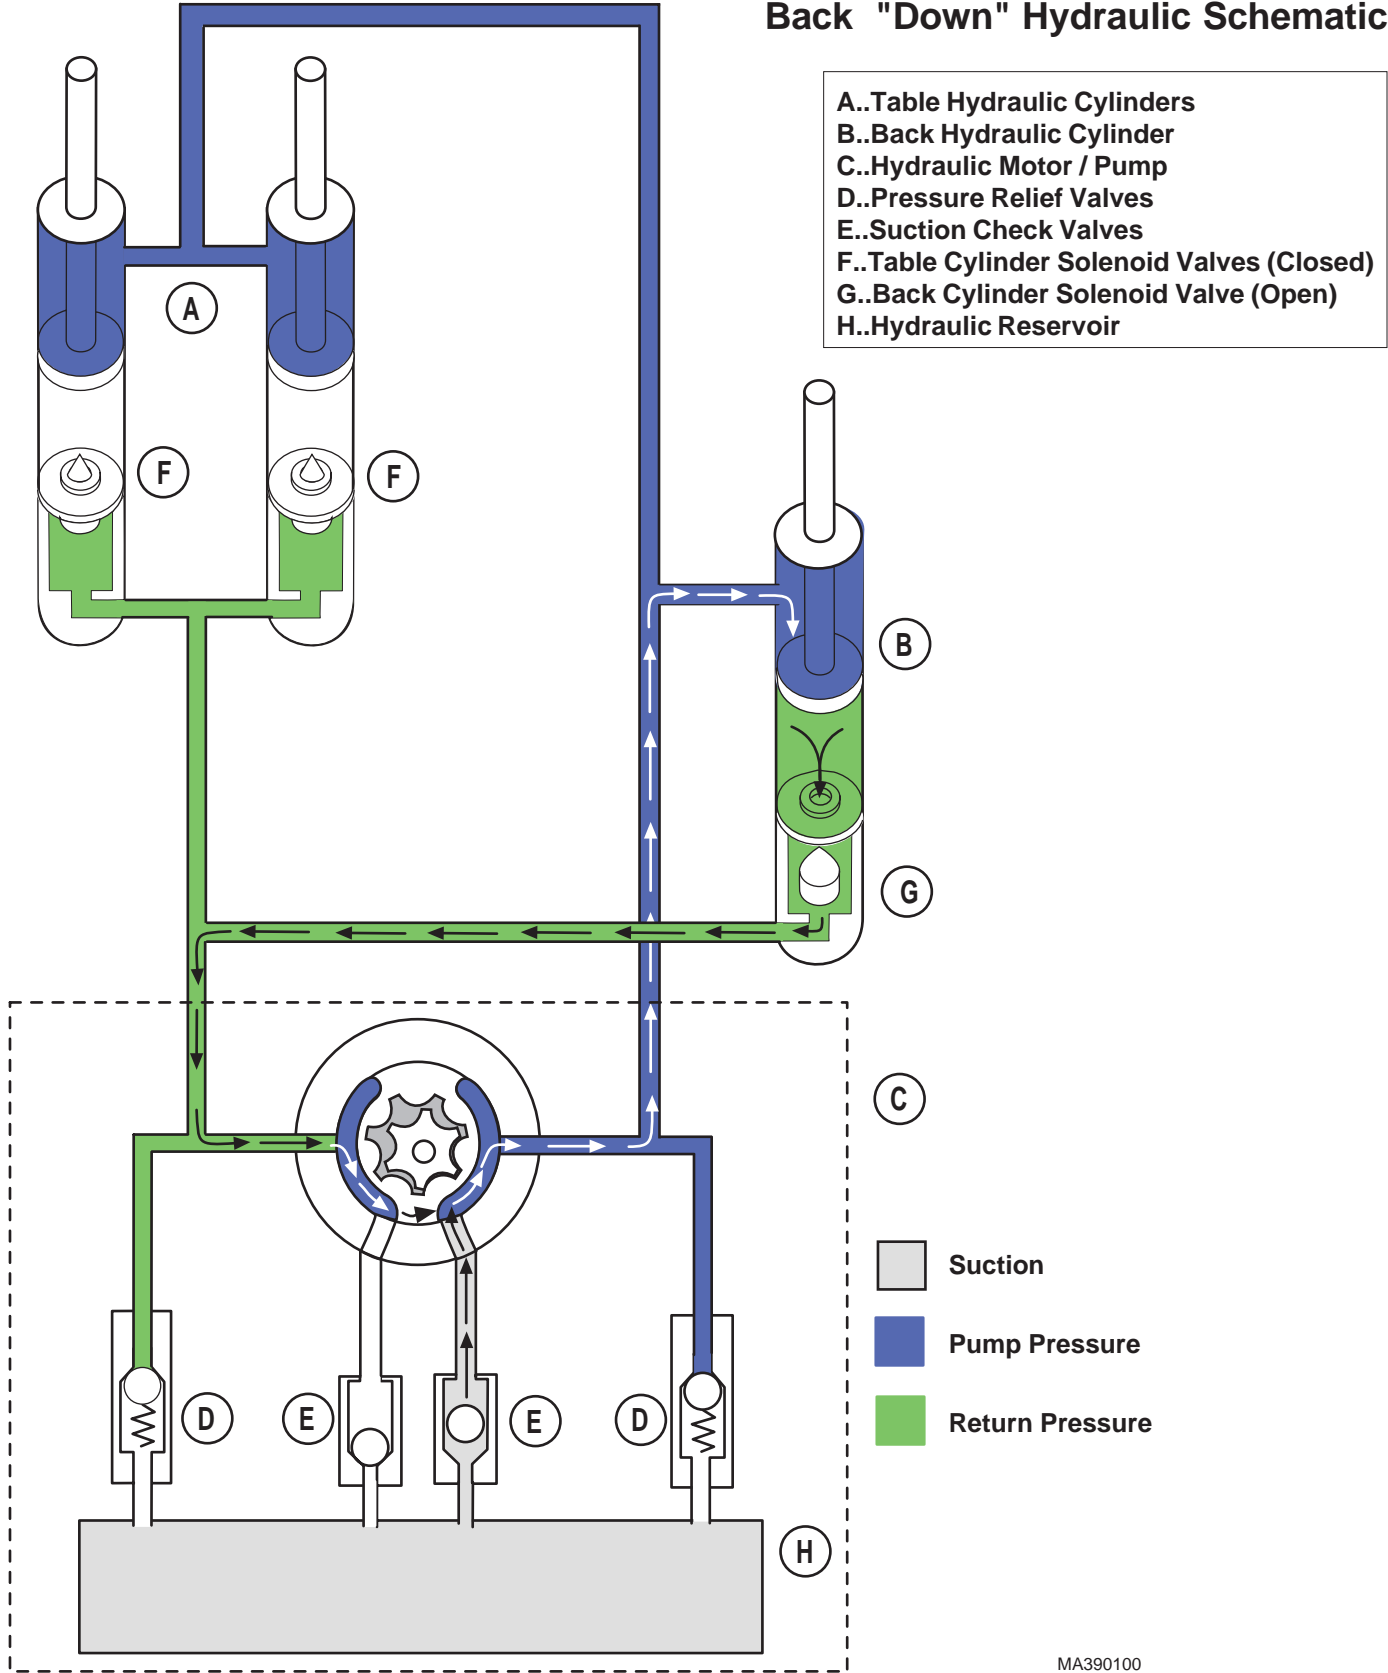 Back "Down" Hydraulic Schematic
A..Table Hydraulic Cylinders
B..Back Hydraulic Cylinder
C..Hydraulic Motor / Pump
D..Pressure Relief Valves
E..Suction Check Valves
F..Table Cylinder Solenoid Valves (Closed)
G..Back Cylinder Solenoid Valve (Open)
H..Hydraulic Reservoir
A
F
F
B
G
C
Suction
Pump Pressure
D
E
E
D
Return Pressure
H
MA390100